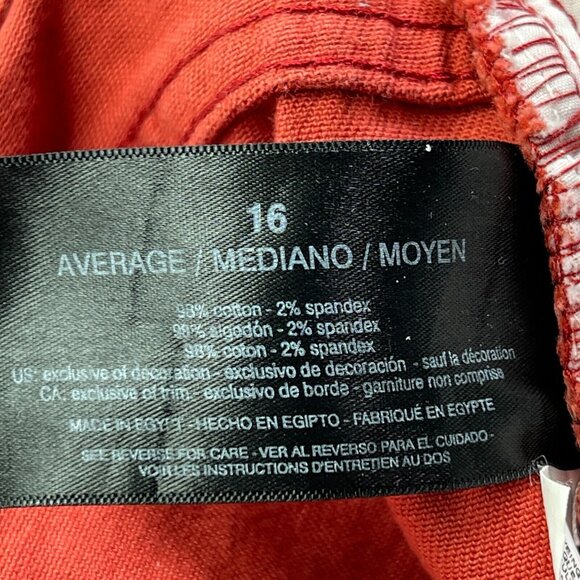 16
AVERAGE / MEDIANO / MOYEN
98% cotton - 2% spandex
98% algodón - 2% spandex
98% coton - 2% spandex
US: exclusive of decoration - exclusivo de decoración - sauf la décoration
CA: exclusive of trim - exclusivo de borde - garniture non comprise
MADE IN EGYPT - HECHO EN EGIPTO - FABRIQUÉ EN EGYPTE
SEE REVERSE FOR CARE - VER AL REVERSO PARA EL CUIDADO -
VOIR LES INSTRUCTIONS D'ENTRETIEN AU DOS